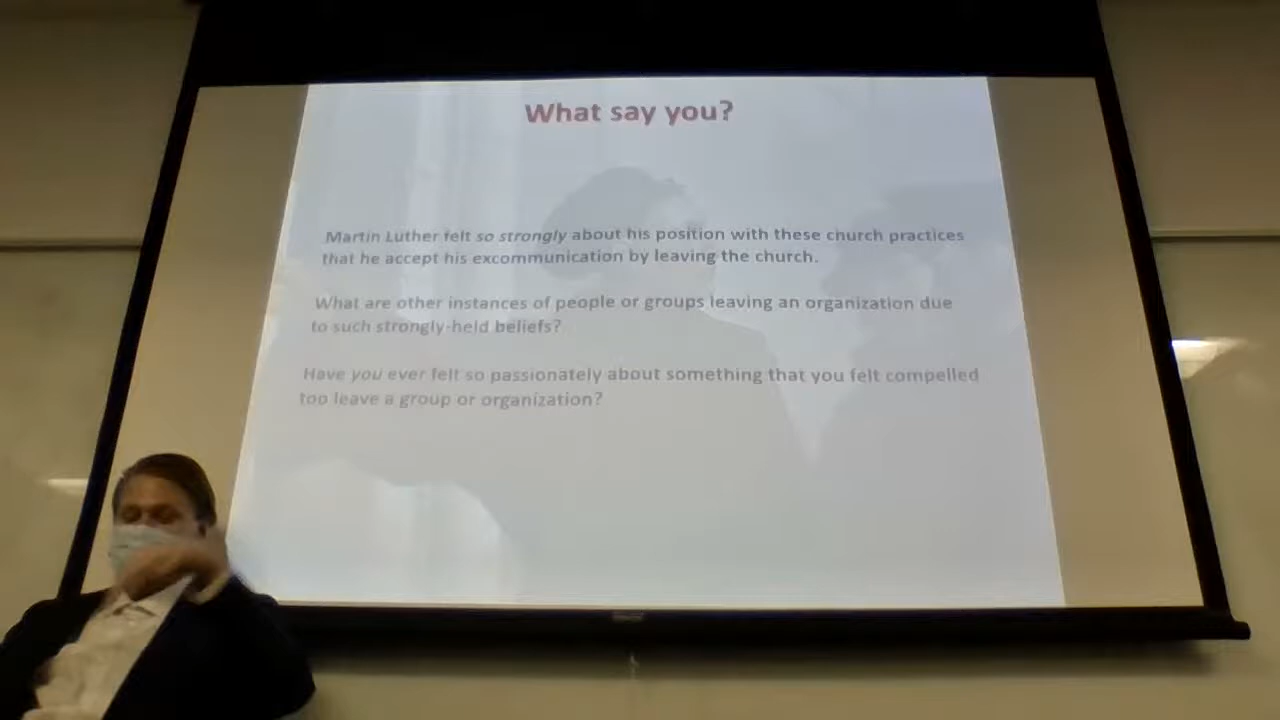 What say you?
Martin Luther felt so strongly about his position with these church practices
that he accept his excommunication by leaving the church.
What are other instances of people or groups leaving an organization due
to such strongly-held beliefs?
Have you ever felt so passionately about something that you felt compelled
too leave a group or organization?